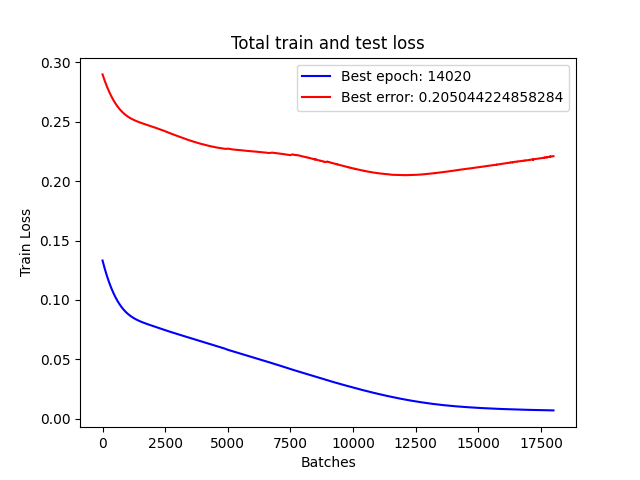 Total train and test loss
Best epoch: 14020
Best error: 0.205044224858284
Train Loss
0.30
0.25
0.20
0.15
0.10
0.05
0.00
0 2500 5000 7500 10000 12500 15000 17500
Batches